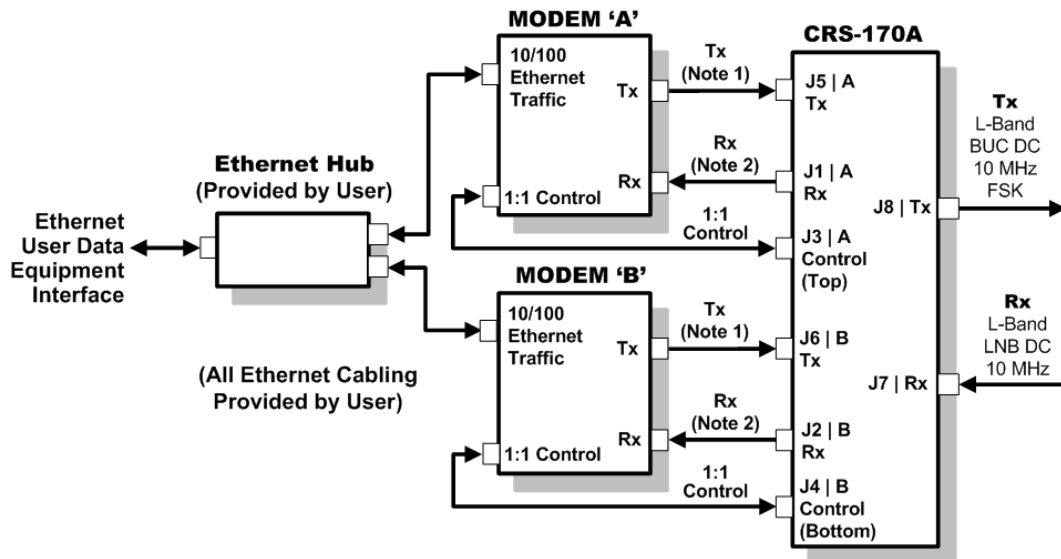 MODEM ‘A’
10/100
Ethernet
Traffic
Tx
Rx
1:1 Control
Tx
(Note 1)
Rx
(Note 2)
1:1
Control
CRS-170A
J5 | A
Tx
J1 | A
Rx
J3 | A
Control
(Top)
J6 | B
Tx
J2 | B
Rx
J4 | B
Control
(Bottom)
J8 | Tx
J7 | Rx
Tx
L-Band
BUC DC
10 MHz
FSK
Rx
L-Band
LNB DC
10 MHz
Ethernet Hub
(Provided by User)
Ethernet
User Data
Equipment
Interface
(All Ethernet Cabling
Provided by User)
MODEM ‘B’
10/100
Ethernet
Traffic
Tx
Rx
1:1 Control
Tx
(Note 1)
Rx
(Note 2)
1:1
Control